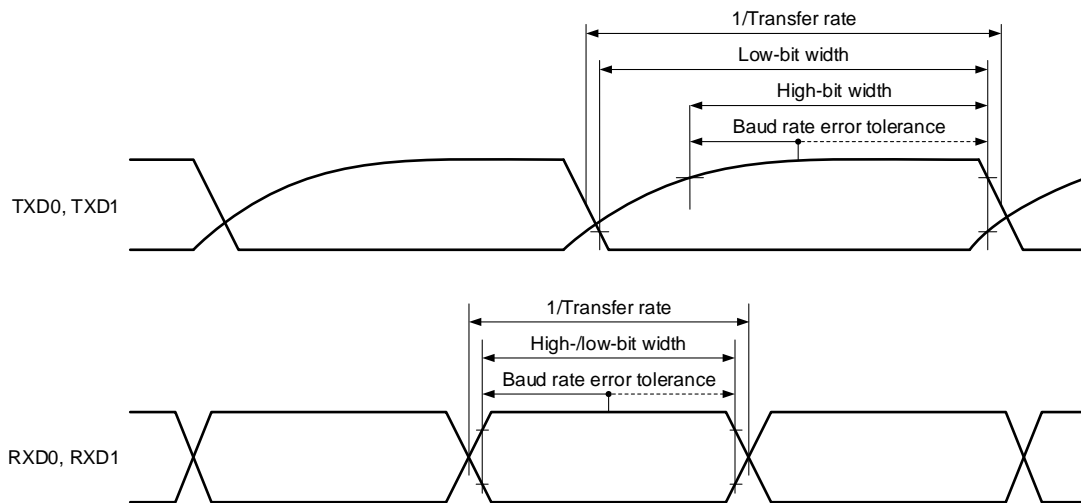 1/Transfer rate
Low-bit width
High-bit width
Baud rate error tolerance
TXD0, TXD1
1/Transfer rate
High-/low-bit width
Baud rate error tolerance
RXD0, RXD1